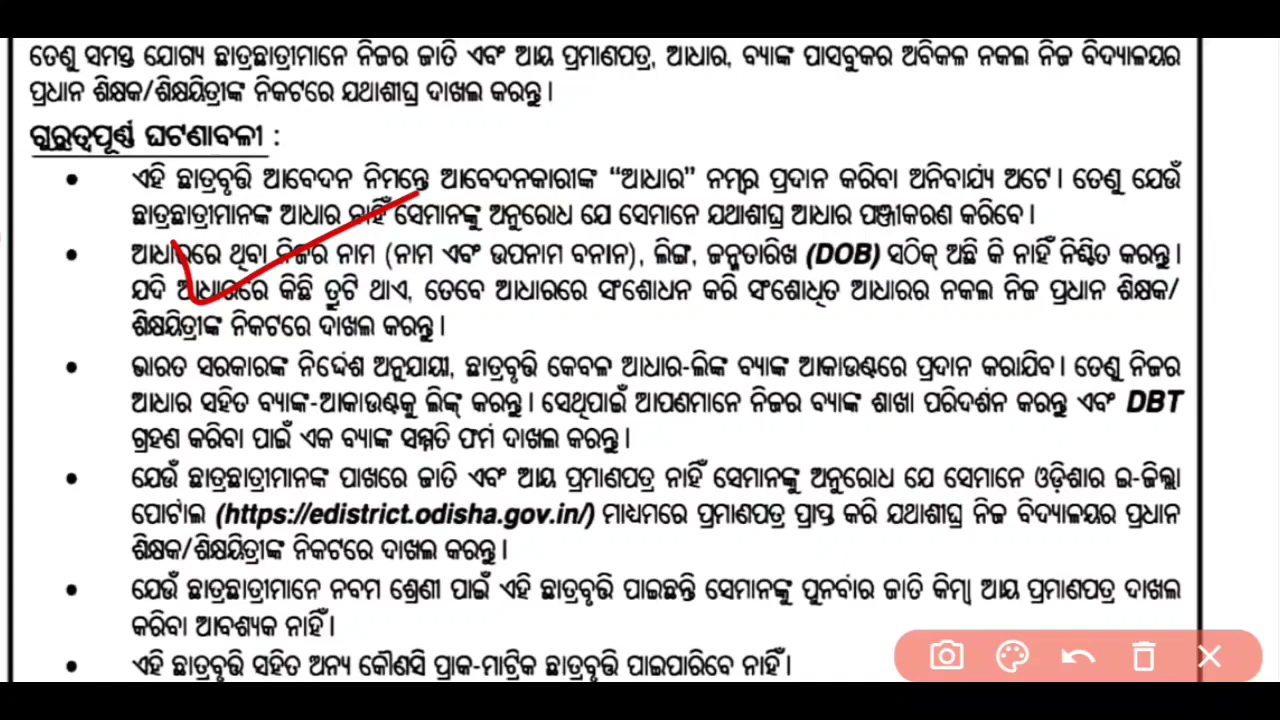 ତେଣୁ ସମସ୍ତ ଯୋଗ୍ୟ ଛାତ୍ରଛାତ୍ରୀମାନେ ନିଜର ଜାତି ଏବଂ ଆୟ ପ୍ରମାଣପତ୍ର, ଆଧାର, ବ୍ୟାଙ୍କ ପାସବୁକର ଅବିକଳ ନକଲ ନିଜ ବିଦ୍ୟାଳୟର
ପ୍ରଧାନ ଶିକ୍ଷକ/ଶିକ୍ଷୟିତ୍ରୀଙ୍କ ନିକଟରେ ଯଥାଶୀଘ୍ର ଦାଖଲ କରନ୍ତୁ।
ଗୁରୁତ୍ୱପୂର୍ଣ୍ଣ ଘଟଣାବଳୀ :
• ଏହି ଛାତ୍ରବୃତ୍ତି ଆବେଦନ ନିମନ୍ତେ ଆବେଦନକାରୀଙ୍କ “ଆଧାର” ନମ୍ବର ପ୍ରଦାନ କରିବା ଅନିବାର୍ଯ୍ୟ ଅଟେ। ତେଣୁ ଯେଉଁ
ଛାତ୍ରଛାତ୍ରୀମାନଙ୍କ ଆଧାର ନାହିଁ ସେମାନଙ୍କୁ ଅନୁରୋଧ ଯେ ସେମାନେ ଯଥାଶୀଘ୍ର ଆଧାର ପଞ୍ଜୀକରଣ କରିବେ।
• ଆଧାରରେ ଥିବା ନିଜର ନାମ (ନାମ ଏବଂ ଉପନାମ ବନାନ), ଲିଙ୍ଗ, ଜନ୍ମତାରିଖ (DOB) ସଠିକ୍ ଅଛି କି ନାହିଁ ନିଶ୍ଚିତ କରନ୍ତୁ।
ଯଦି ଆଧାରରେ କିଛି ତ୍ରୁଟି ଥାଏ, ତେବେ ଆଧାରରେ ସଂଶୋଧନ କରି ସଂଶୋଧିତ ଆଧାରର ନକଲ ନିଜ ପ୍ରଧାନ ଶିକ୍ଷକ/
ଶିକ୍ଷୟିତ୍ରୀଙ୍କ ନିକଟରେ ଦାଖଲ କରନ୍ତୁ।
• ଭାରତ ସରକାରଙ୍କ ନିର୍ଦ୍ଦେଶ ଅନୁଯାୟୀ, ଛାତ୍ରବୃତ୍ତି କେବଳ ଆଧାର-ଲିଙ୍କ ବ୍ୟାଙ୍କ ଆକାଉଣ୍ଟରେ ପ୍ରଦାନ କରାଯିବ। ତେଣୁ ନିଜର
ଆଧାର ସହିତ ବ୍ୟାଙ୍କ-ଆକାଉଣ୍ଟକୁ ଲିଙ୍କ୍ କରନ୍ତୁ। ସେଥିପାଇଁ ଆପଣମାନେ ନିଜର ବ୍ୟାଙ୍କ ଶାଖା ପରିଦର୍ଶନ କରନ୍ତୁ ଏବଂ DBT
ଗ୍ରହଣ କରିବା ପାଇଁ ଏକ ବ୍ୟାଙ୍କ ସମ୍ମତି ଫର୍ମ ଦାଖଲ କରନ୍ତୁ।
• ଯେଉଁ ଛାତ୍ରଛାତ୍ରୀମାନଙ୍କ ପାଖରେ ଜାତି ଏବଂ ଆୟ ପ୍ରମାଣପତ୍ର ନାହିଁ ସେମାନଙ୍କୁ ଅନୁରୋଧ ଯେ ସେମାନେ ଓଡ଼ିଶାର ଇ-ଜିଲ୍ଲା
ପୋର୍ଟାଲ (https://edistrict.odisha.gov.in/) ମାଧ୍ୟମରେ ପ୍ରମାଣପତ୍ର ପ୍ରାପ୍ତ କରି ଯଥାଶୀଘ୍ର ନିଜ ବିଦ୍ୟାଳୟର ପ୍ରଧାନ
ଶିକ୍ଷକ/ଶିକ୍ଷୟିତ୍ରୀଙ୍କ ନିକଟରେ ଦାଖଲ କରନ୍ତୁ।
• ଯେଉଁ ଛାତ୍ରଛାତ୍ରୀମାନେ ନବମ ଶ୍ରେଣୀ ପାଇଁ ଏହି ଛାତ୍ରବୃତ୍ତି ପାଇଛନ୍ତି ସେମାନଙ୍କୁ ପୁନର୍ବାର ଜାତି କିମ୍ବା ଆୟ ପ୍ରମାଣପତ୍ର ଦାଖଲ
କରିବା ଆବଶ୍ୟକ ନାହିଁ।
• ଏହି ଛାତ୍ରବୃତ୍ତି ସହିତ ଅନ୍ୟ କୌଣସି ପ୍ରାକ-ମାଟ୍ରିକ ଛାତ୍ରବୃତ୍ତି ପାଇପାରିବେ ନାହିଁ।